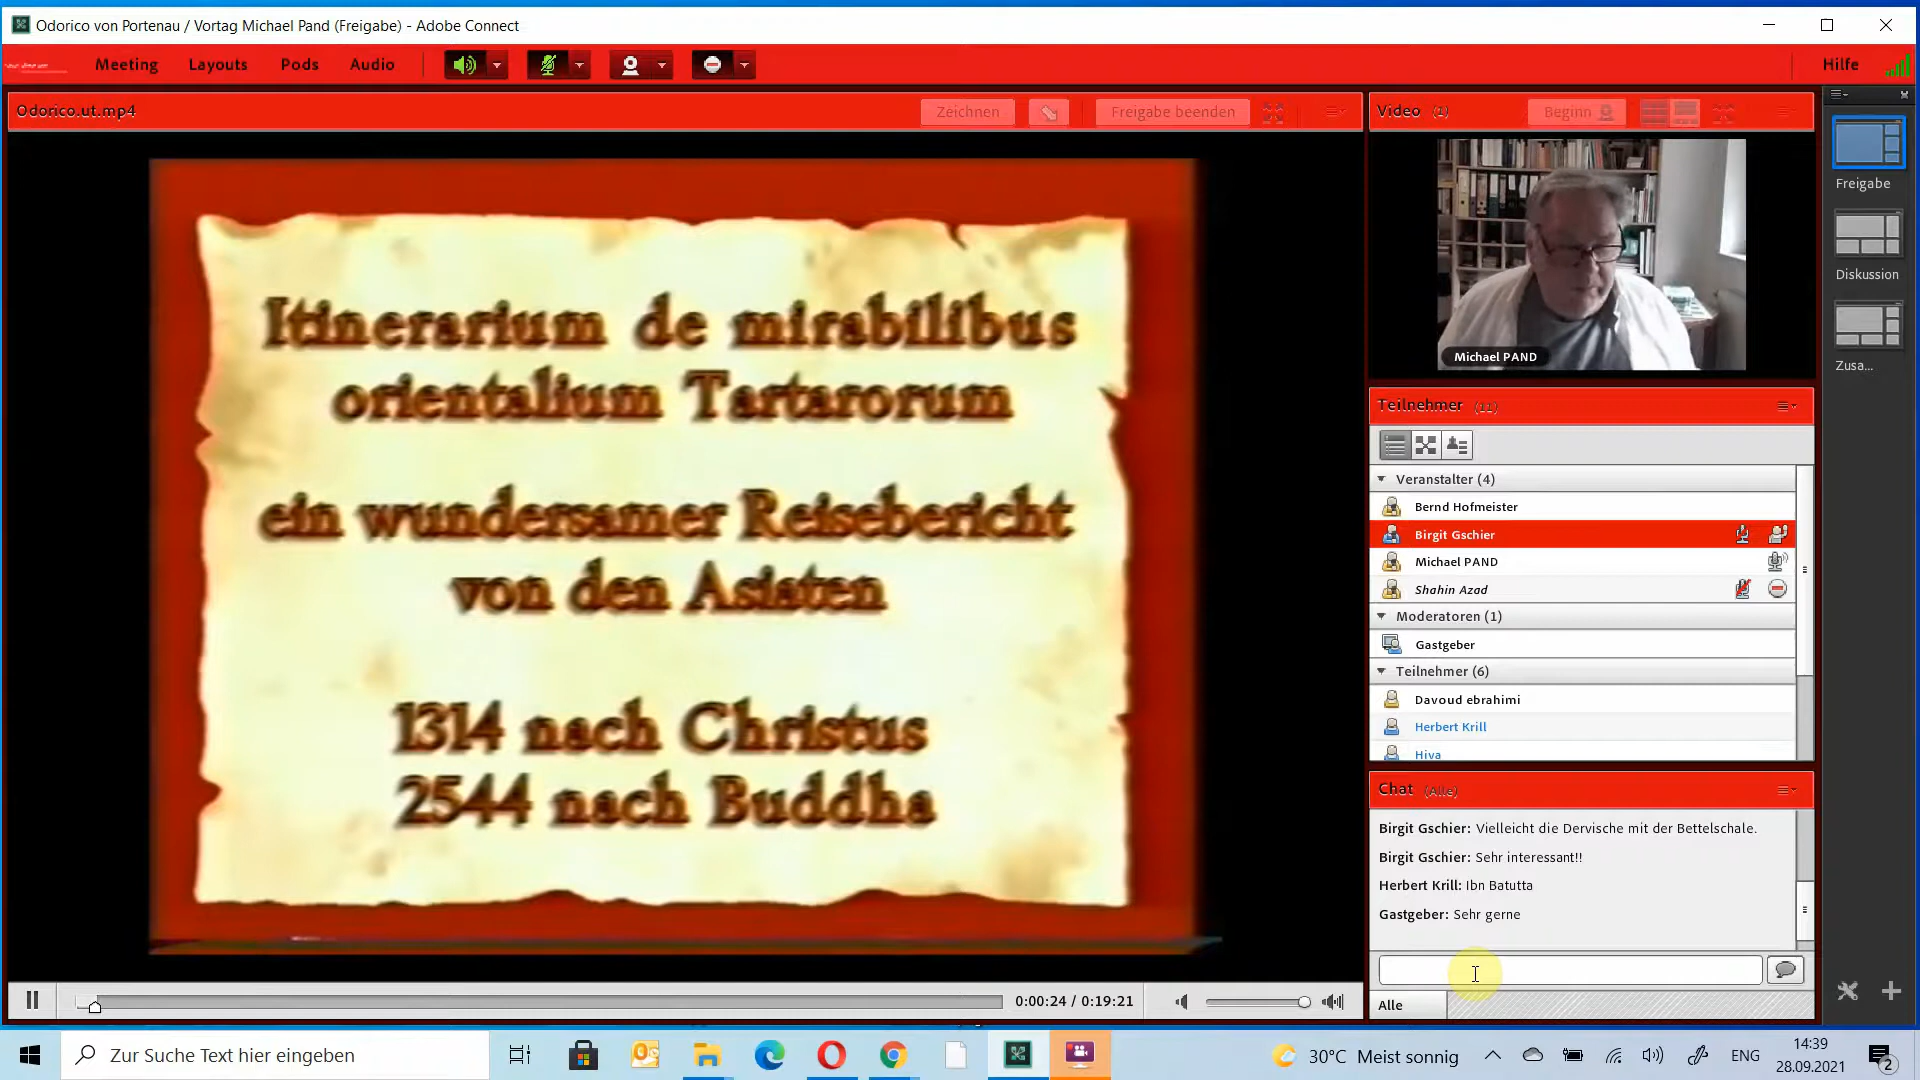 Odorico von Portenau / Vortag Michael Pand (Freigabe) - Adobe Connect
Meeting Layouts Pods Audio Hilfe
Odorico.ut.mp4 Zeichnen Freigabe beenden
Itinerarium de mirabilibus
orientalium Tartarorum
ein wundersamer Reisebericht
von den Asiaten
1314 nach Christus
2544 nach Buddha
0:00:24 / 0:19:21
Video (1) Beginn
Michael PAND
Teilnehmer (11)
Veranstalter (4)
Bernd Hofmeister
Birgit Gschier
Michael PAND
Shahin Azad
Moderatoren (1)
Gastgeber
Teilnehmer (6)
Davoud ebrahimi
Herbert Krill
Hiva
Chat (Alle)
Birgit Gschier: Vielleicht die Dervische mit der Bettelschale.
Birgit Gschier: Sehr interessant!!
Herbert Krill: Ibn Batutta
Gastgeber: Sehr gerne
Alle
Freigabe
Diskussion
Zusa...
Zur Suche Text hier eingeben
30°C Meist sonnig
ENG
14:39
28.09.2021
2